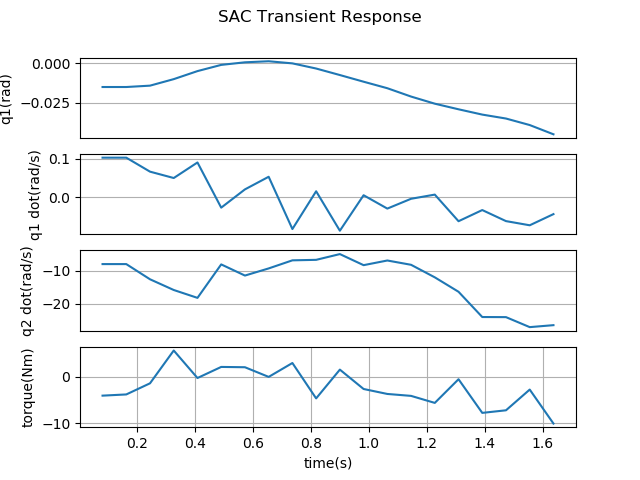 SAC Transient Response
0.000
−0.025
q1(rad)
0.1
0.0
q1 dot(rad/s)
−10
−20
q2 dot(rad/s)
0
−10
torque(Nm)
0.2 0.4 0.6 0.8 1.0 1.2 1.4 1.6
time(s)